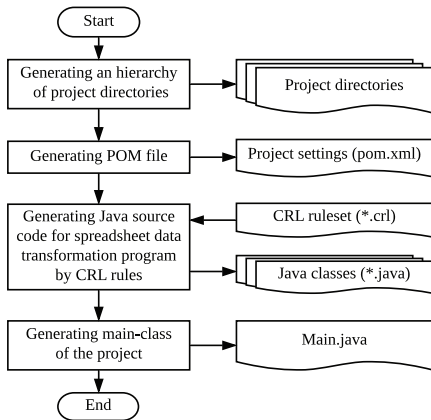 Start
Generating an hierarchy
of project directories
Project directories
Generating POM file
Project settings (pom.xml)
Generating Java source
code for spreadsheet data
transformation program
by CRL rules
CRL ruleset (*.crl)
Java classes (*.java)
Generating main-class
of the project
Main.java
End